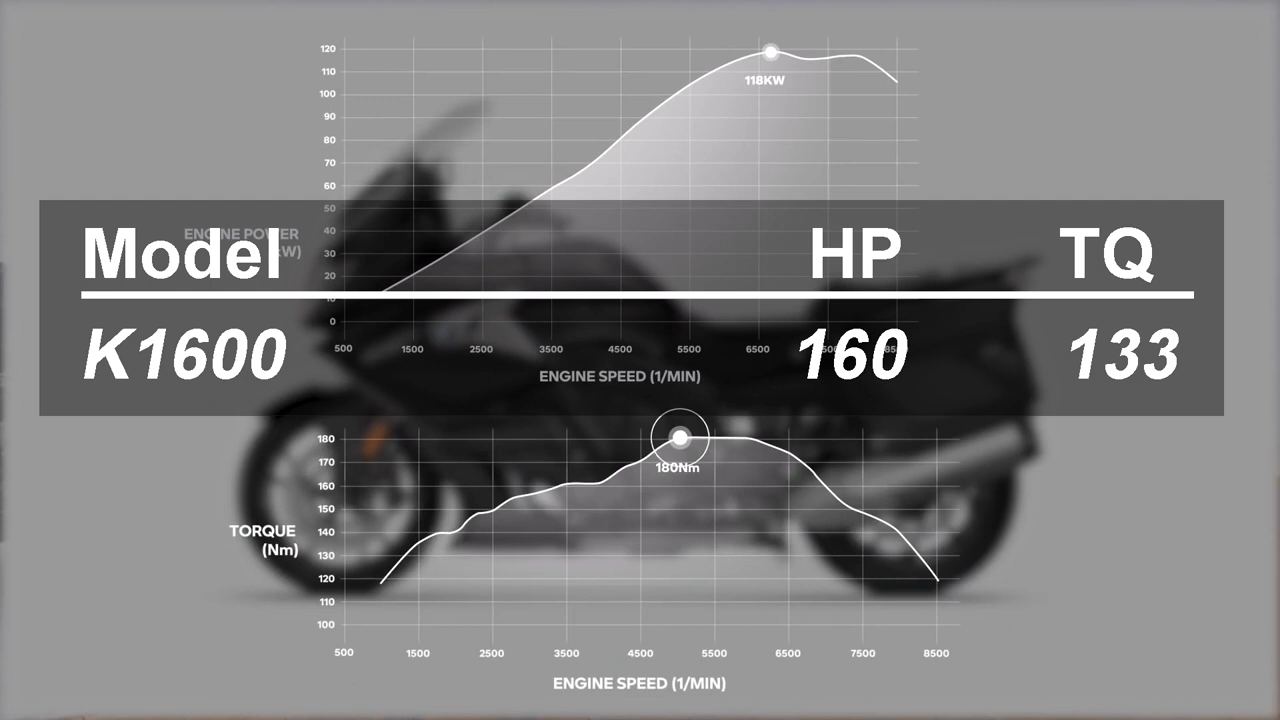 120
110
118KW
100
90
80
70
60
50
40
30
20
10
0
ENGINE POWER
(KW)
Model HP TQ
K1600 160 133
500 1500 2500 3500 4500 5500 6500 7500 8500
ENGINE SPEED (1/MIN)
180
180Nm
170
160
150
140
130
120
110
100
TORQUE
(Nm)
500 1500 2500 3500 4500 5500 6500 7500 8500
ENGINE SPEED (1/MIN)